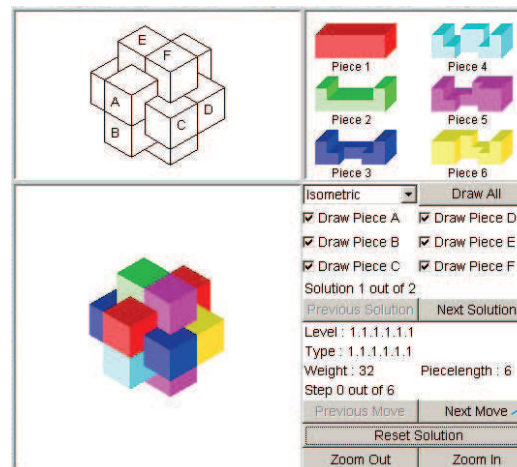 E
F
A
B
C
D
Piece 1
Piece 4
Piece 2
Piece 5
Piece 3
Piece 6
Isometric
Draw All
Draw Piece A
Draw Piece D
Draw Piece B
Draw Piece E
Draw Piece C
Draw Piece F
Solution 1 out of 2
Previous Solution
Next Solution
Level : 1.1.1.1.1.1
Type : 1.1.1.1.1.1
Weight : 32
Piecelength : 6
Step 0 out of 6
Previous Move
Next Move
Reset Solution
Zoom Out
Zoom In